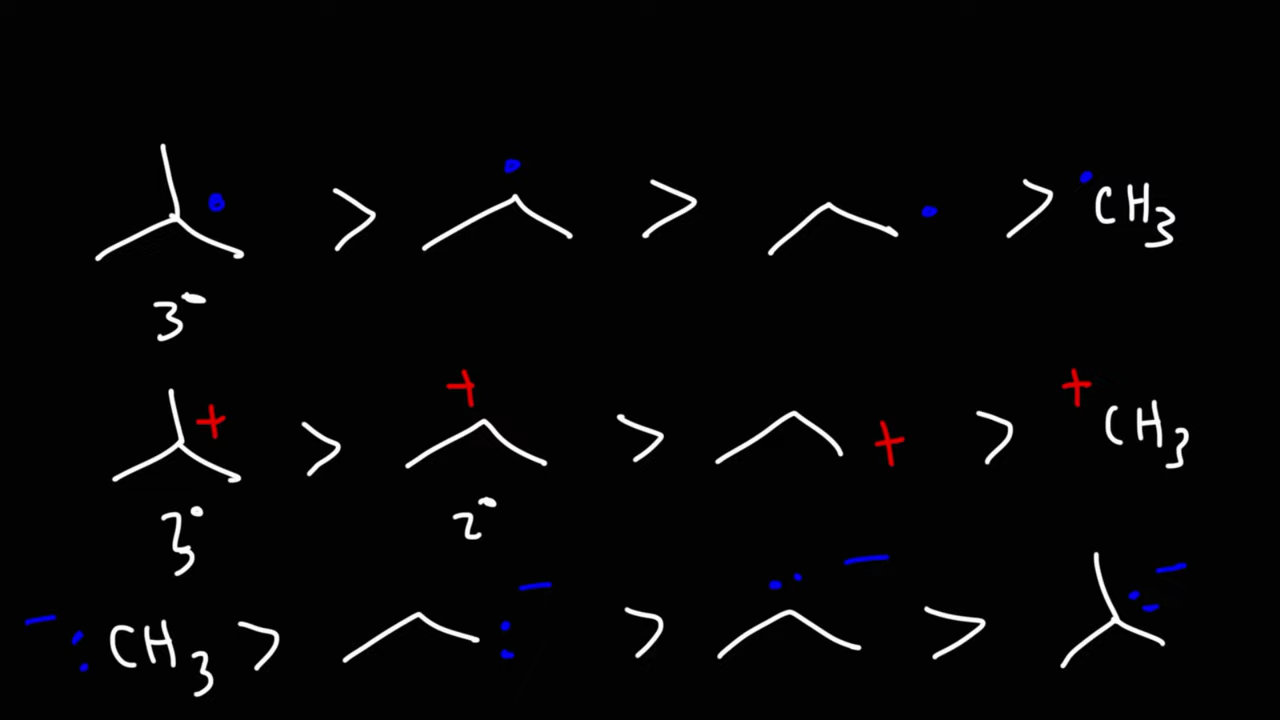 > > > •CH3
3°
+ > + > + > + CH3
3° 2°
− : CH3 > : − > •• − > : −